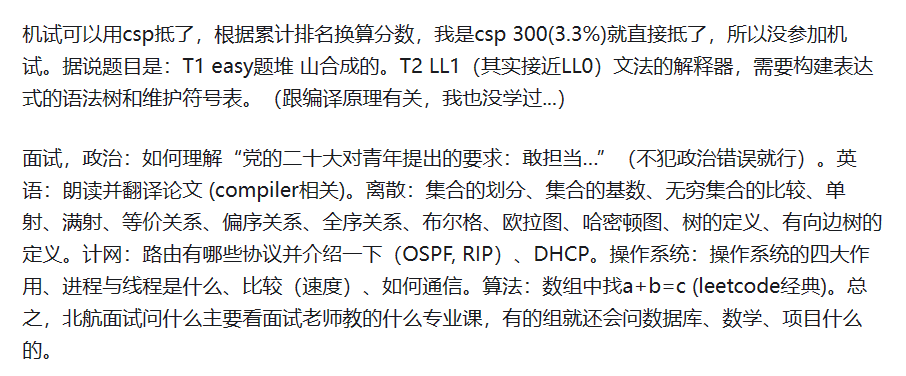 机试可以用csp抵了，根据累计排名换算分数，我是csp 300(3.3%)就直接抵了，所以没参加机
试。据说题目是：T1 easy题堆 山合成的。T2 LL1（其实接近LL0）文法的解释器，需要构建表达
式的语法树和维护符号表。（跟编译原理有关，我也没学过...）
面试，政治：如何理解“党的二十大对青年提出的要求：敢担当...”（不犯政治错误就行）。英
语：朗读并翻译论文 (compiler相关)。离散：集合的划分、集合的基数、无穷集合的比较、单
射、满射、等价关系、偏序关系、全序关系、布尔格、欧拉图、哈密顿图、树的定义、有向边树的
定义。计网：路由有哪些协议并介绍一下（OSPF, RIP）、DHCP。操作系统：操作系统的四大作
用、进程与线程是什么、比较（速度）、如何通信。算法：数组中找a+b=c (leetcode经典)。总
之，北航面试问什么主要看面试老师教的什么专业课，有的组就还会问数据库、数学、项目什么
的。